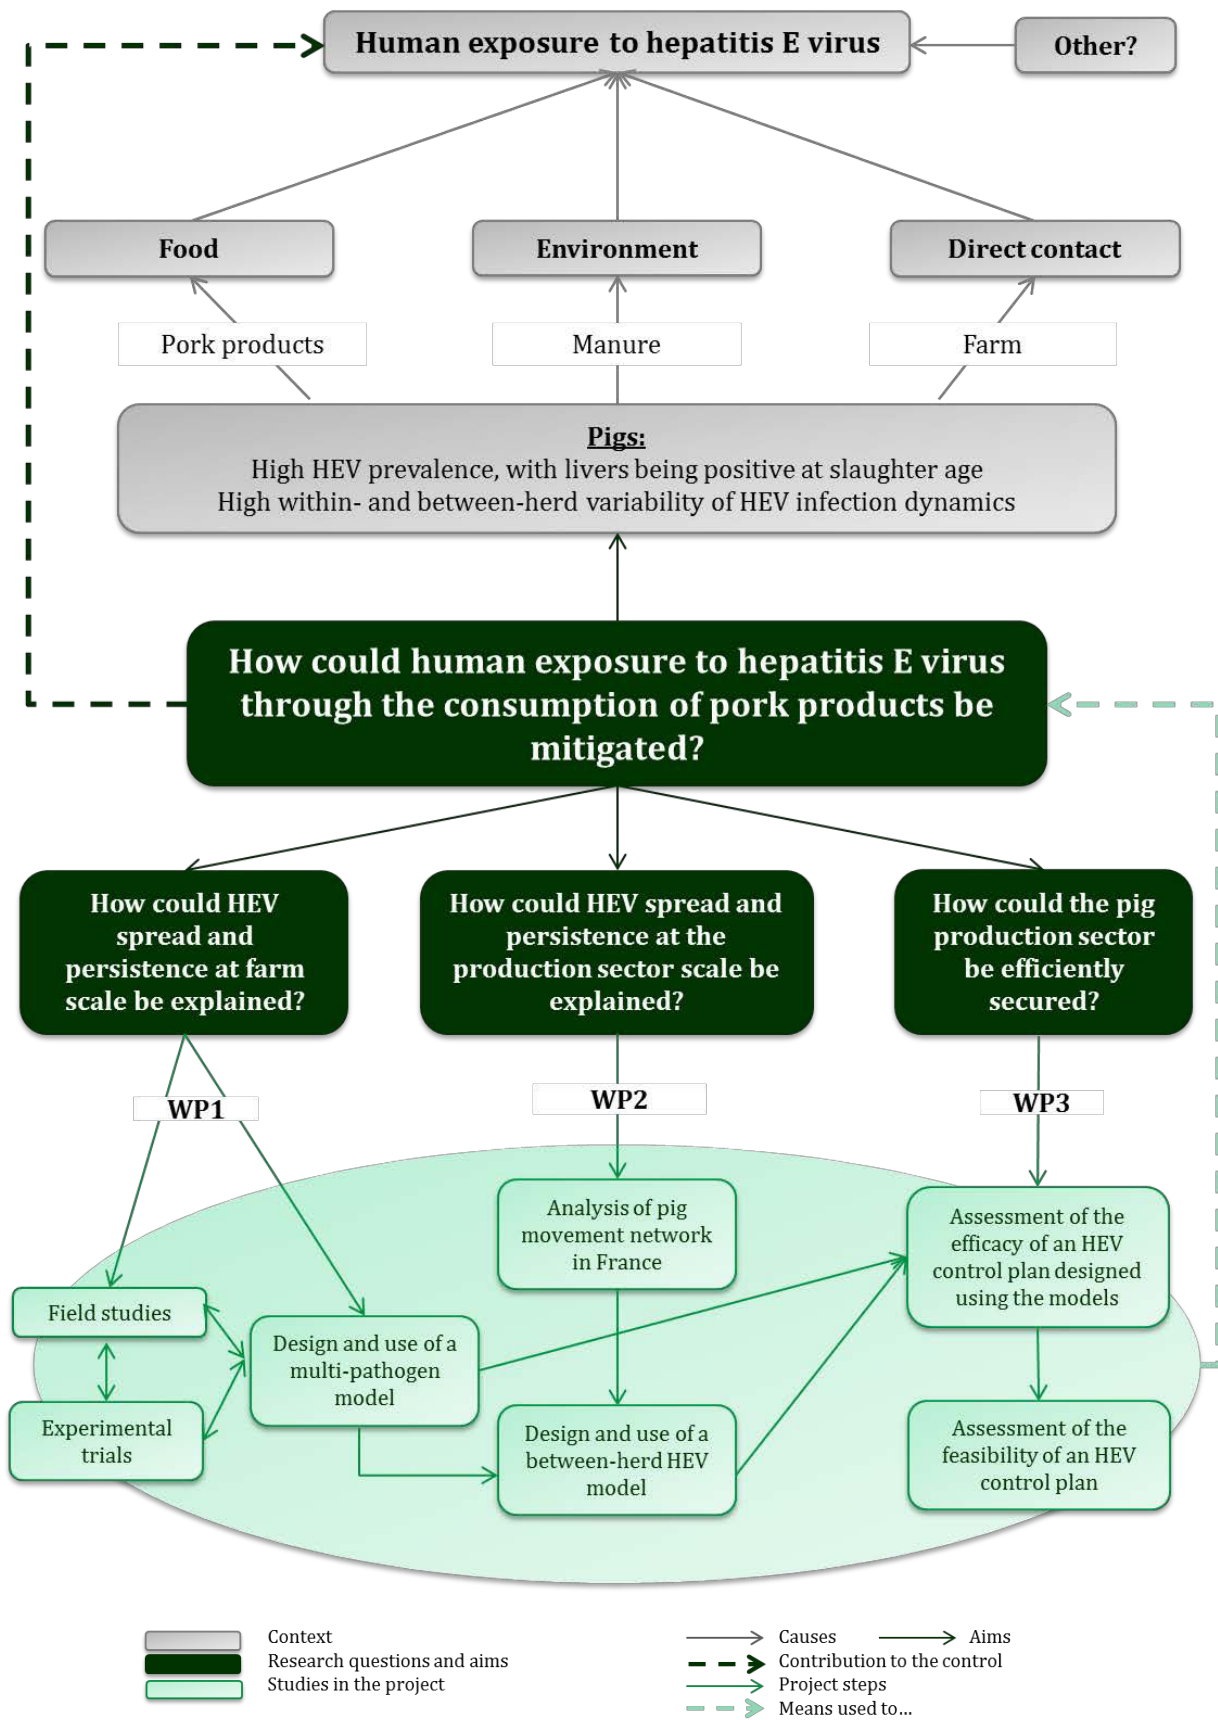 Human exposure to hepatitis E virus
Other?
Food
Environment
Direct contact
Pork products
Manure
Farm
Pigs:
High HEV prevalence, with livers being positive at slaughter age
High within- and between-herd variability of HEV infection dynamics
How could human exposure to hepatitis E virus
through the consumption of pork products be
mitigated?
How could HEV
spread and
persistence at farm
scale be explained?
How could HEV spread and
persistence at the
production sector scale be
explained?
How could the pig
production sector
be efficiently
secured?
WP1
WP2
WP3
Field studies
Experimental
trials
Design and use of a
multi-pathogen
model
Analysis of pig
movement network
in France
Design and use of a
between-herd HEV
model
Assessment of the
efficacy of an HEV
control plan designed
using the models
Assessment of the
feasibility of an HEV
control plan
Context
Research questions and aims
Studies in the project
Causes
Aims
Contribution to the control
Project steps
Means used to...